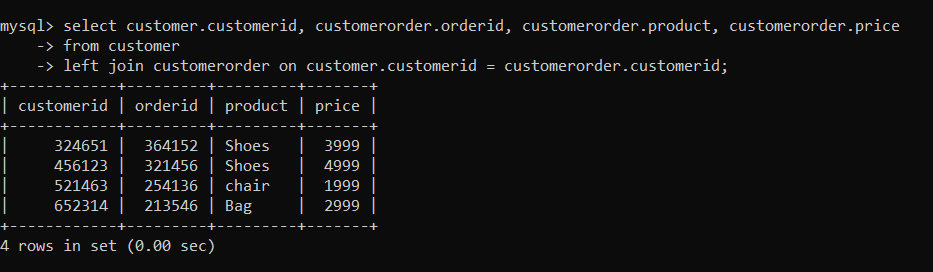 mysql> select customer.customerid, customerorder.orderid, customerorder.product, customerorder.price
    -> from customer
    -> left join customerorder on customer.customerid = customerorder.customerid;
+------------+---------+---------+-------+
| customerid | orderid | product | price |
+------------+---------+---------+-------+
|     324651 |  364152 | Shoes   |  3999 |
|     456123 |  321456 | Shoes   |  4999 |
|     521463 |  254136 | chair   |  1999 |
|     652314 |  213546 | Bag     |  2999 |
+------------+---------+---------+-------+
4 rows in set (0.00 sec)